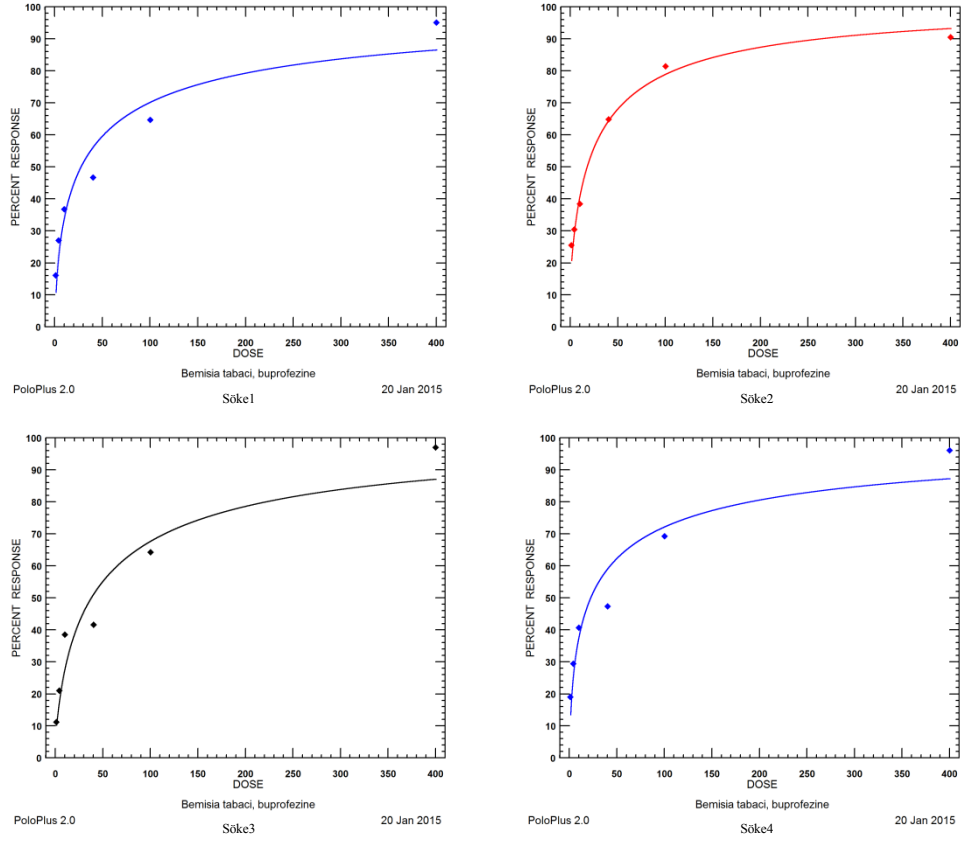 100
90
80
70
60
50
40
30
20
10
0
PERCENT RESPONSE
0 50 100 150 200 250 300 350 400
DOSE
Bemisia tabaci, buprofezine
PoloPlus 2.0 20 Jan 2015
Söke1
100
90
80
70
60
50
40
30
20
10
0
PERCENT RESPONSE
0 50 100 150 200 250 300 350 400
DOSE
Bemisia tabaci, buprofezine
PoloPlus 2.0 20 Jan 2015
Söke2
100
90
80
70
60
50
40
30
20
10
0
PERCENT RESPONSE
0 50 100 150 200 250 300 350 400
DOSE
Bemisia tabaci, buprofezine
PoloPlus 2.0 20 Jan 2015
Söke3
100
90
80
70
60
50
40
30
20
10
0
PERCENT RESPONSE
0 50 100 150 200 250 300 350 400
DOSE
Bemisia tabaci, buprofezine
PoloPlus 2.0 20 Jan 2015
Söke4